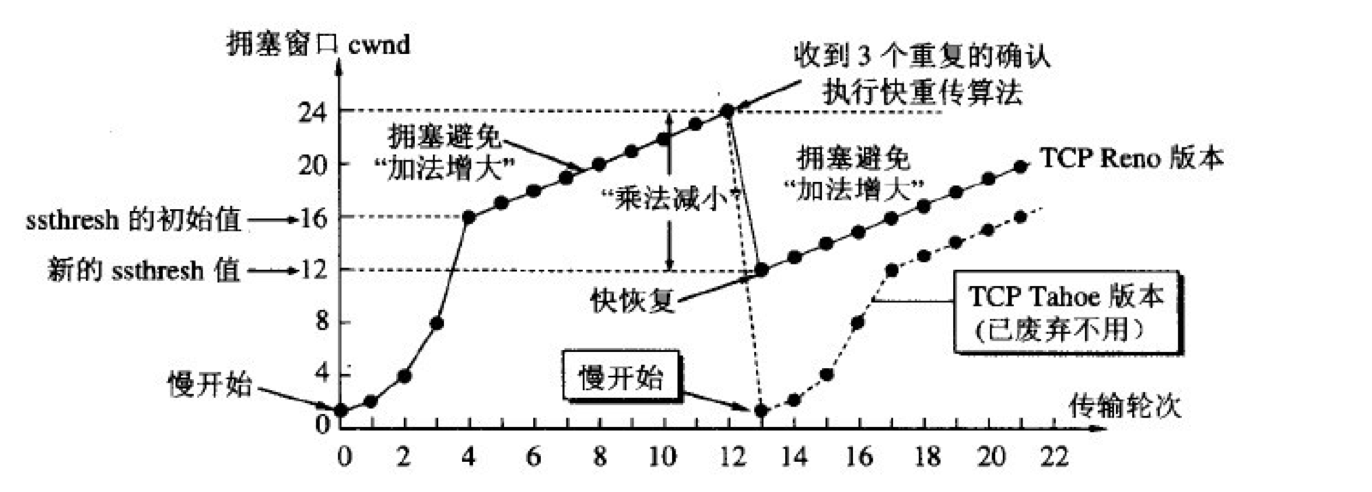 拥塞窗口 cwnd
收到 3 个重复的确认
执行快重传算法
24
拥塞避免
“加法增大”
20
拥塞避免
“加法增大”
TCP Reno 版本
“乘法减小”
ssthresh 的初始值
16
新的 ssthresh 值
12
快恢复
TCP Tahoe 版本
(已废弃不用）
8
慢开始
4
慢开始
传输轮次
0
0 2 4 6 8 10 12 14 16 18 20 22